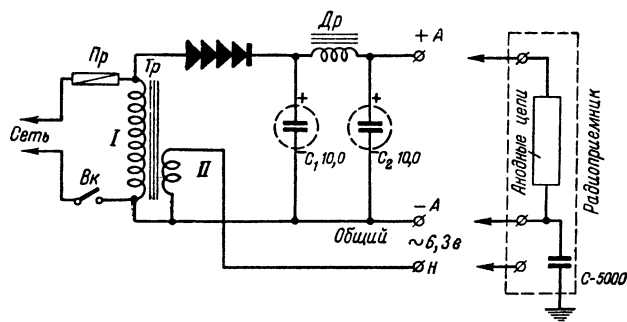 Др
+ А
Пр
Тр
Сеть
I
II
Вк
+
С₁ 10,0
+
С₂ 10,0
Анодные цепи
Радиоприемник
– А
Общий
~ 6,3 в
Н
С-5000